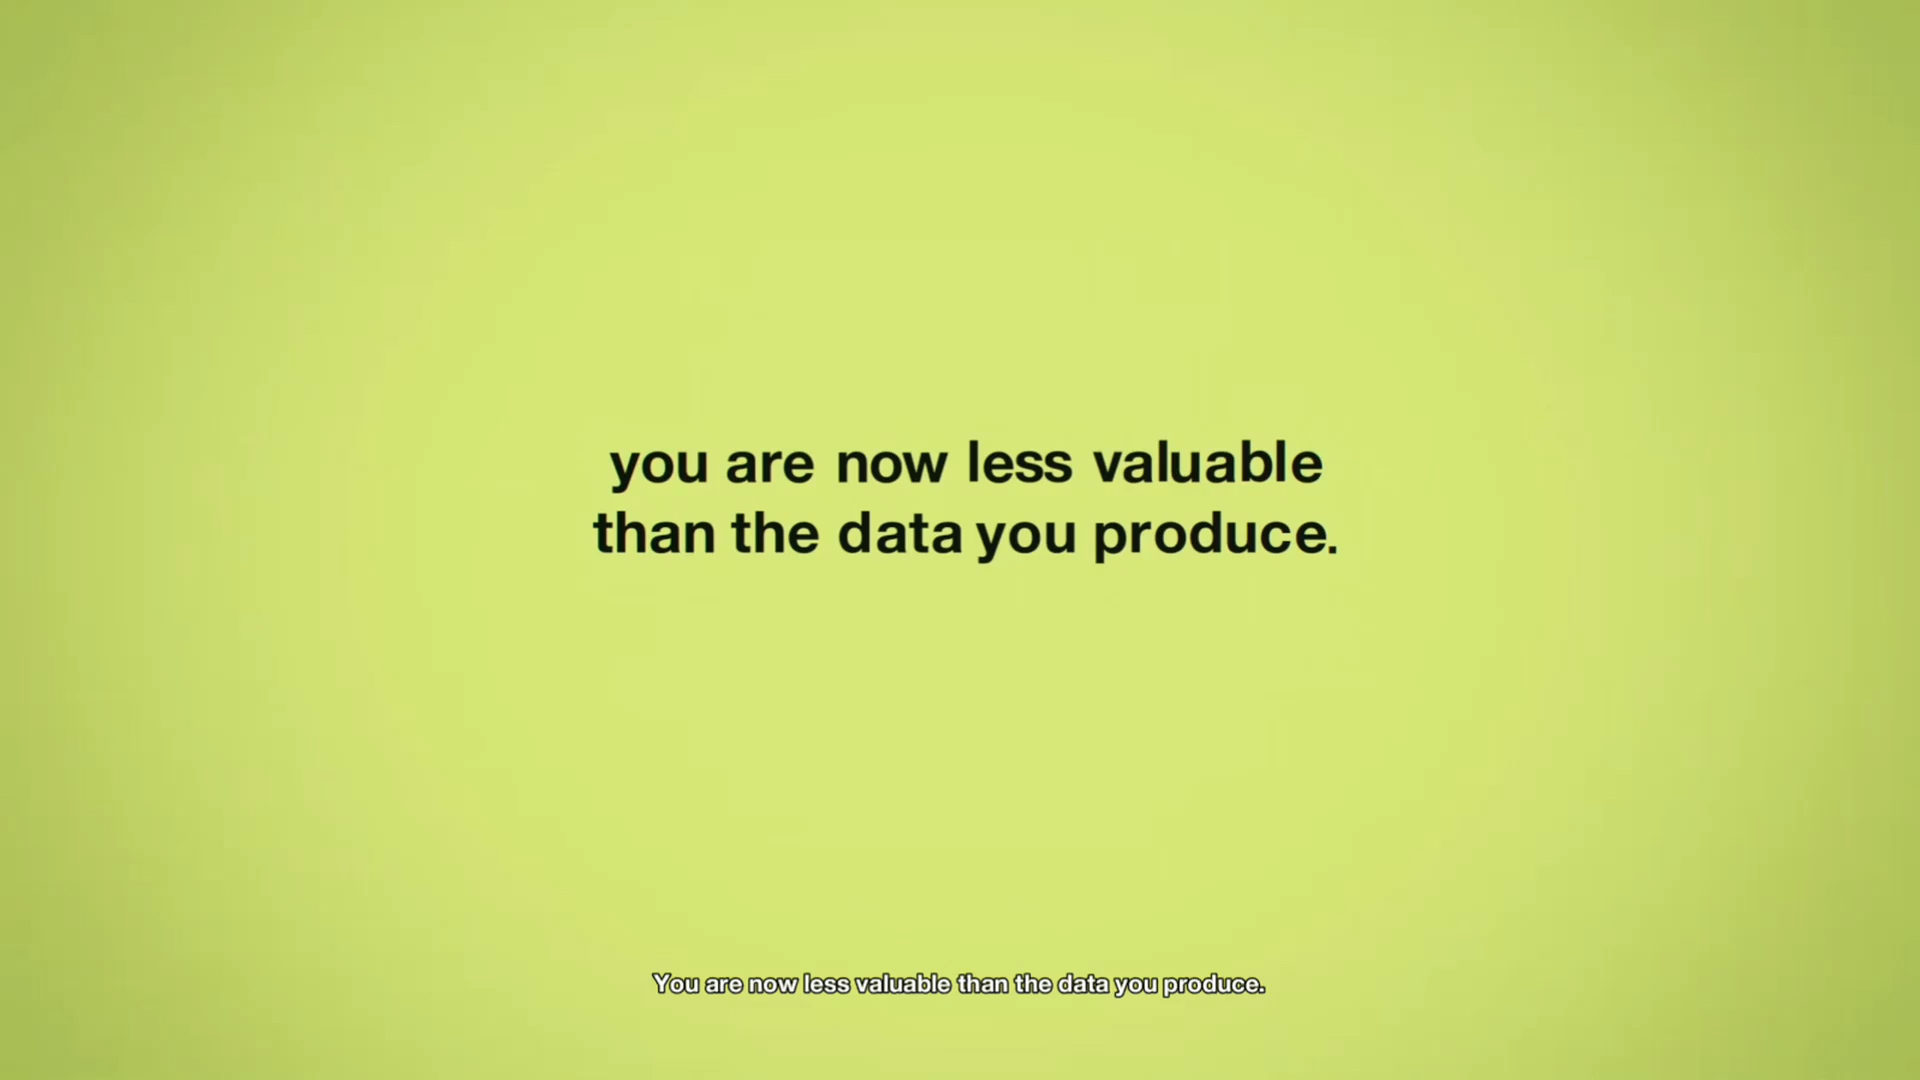 you are now less valuable
than the data you produce.
You are now less valuable than the data you produce.